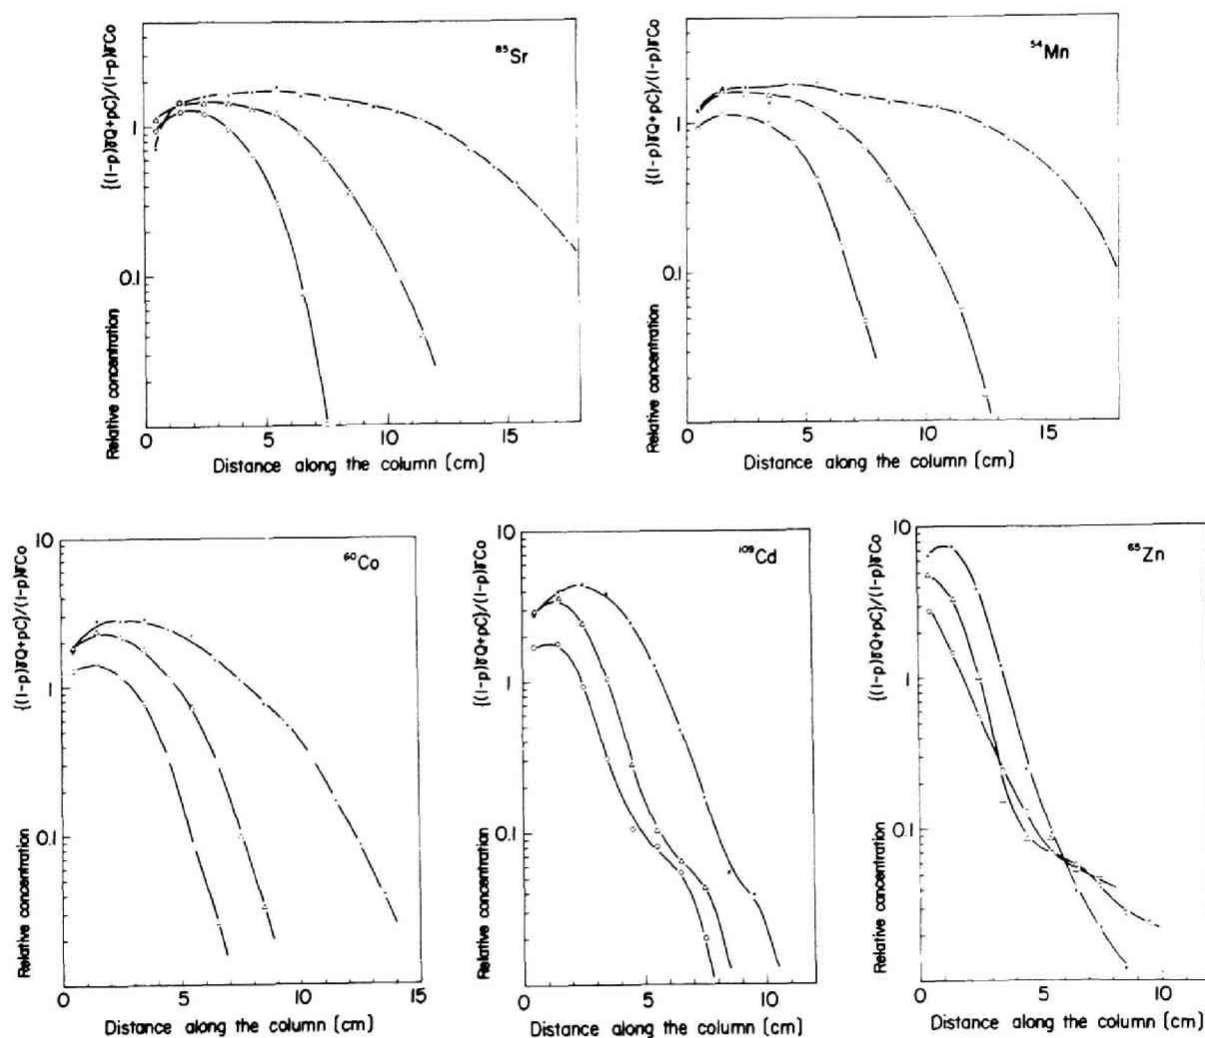 ⁸⁵Sr
{(1-p)γQ+pC}/(1-p)γCo
Relative concentration
1
0.1
0 5 10 15
Distance along the column (cm)
⁵⁴Mn
{(1-p)γQ+pC}/(1-p)γCo
Relative concentration
1
0.1
0 5 10 15
Distance along the column (cm)
⁶⁰Co
{(1-p)γQ+pC}/(1-p)γCo
Relative concentration
10
1
0.1
0 5 10 15
Distance along the column (cm)
¹⁰⁹Cd
{(1-p)γQ+pC}/(1-p)γCo
Relative concentration
10
1
0.1
0 5 10
Distance along the column (cm)
⁶⁵Zn
{(1-p)γQ+pC}/(1-p)γCo
Relative concentration
10
1
0.1
0 5 10
Distance along the column (cm)